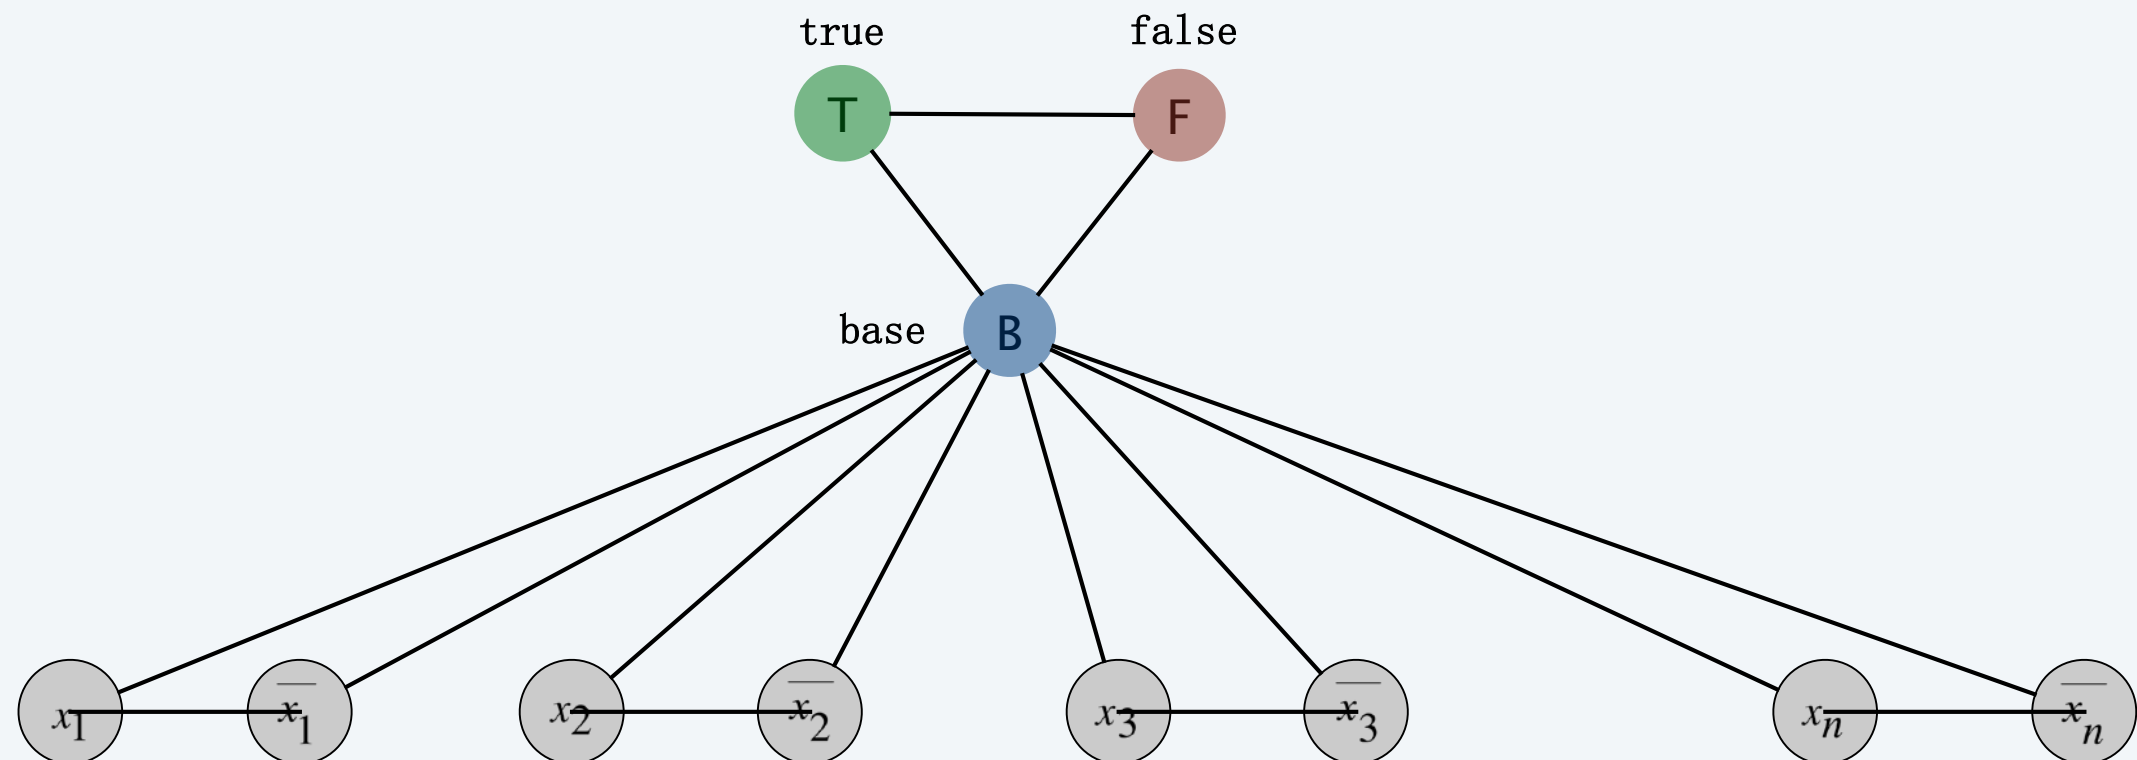 true false
T F
base B
x₁ x̅₁ x₂ x̅₂ x₃ x̅₃ xₙ x̅ₙ